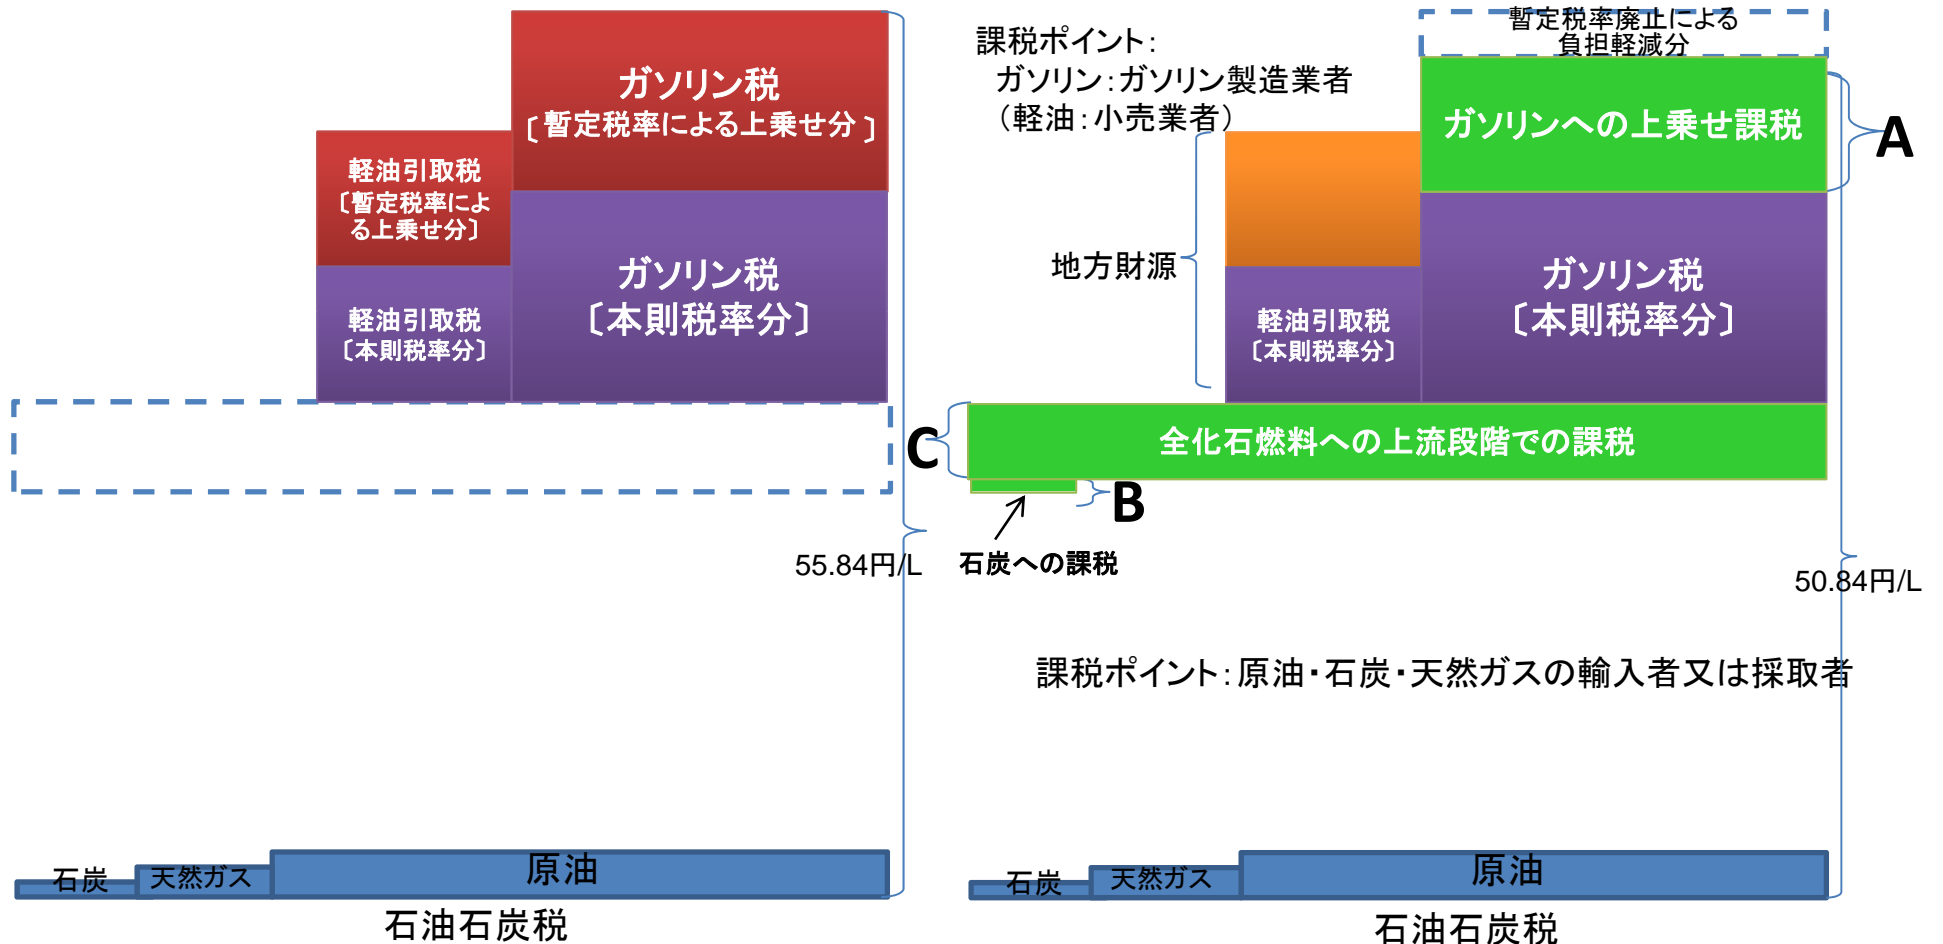 ガソリン税
〔暫定税率による上乗せ分〕
軽油引取税
〔暫定税率によ
る上乗せ分〕
ガソリン税
〔本則税率分〕
軽油引取税
〔本則税率分〕
55.84円/L
石炭
天然ガス
原油
石油石炭税
課税ポイント：
ガソリン：ガソリン製造業者
（軽油：小売業者）
暫定税率廃止による
負担軽減分
ガソリンへの上乗せ課税
A
地方財源
ガソリン税
〔本則税率分〕
軽油引取税
〔本則税率分〕
C
全化石燃料への上流段階での課税
B
石炭への課税
50.84円/L
課税ポイント：原油・石炭・天然ガスの輸入者又は採取者
石炭
天然ガス
原油
石油石炭税